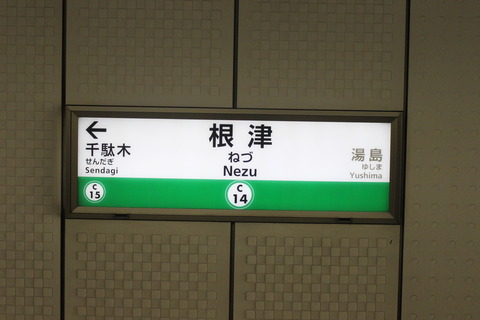 ←
千駄木
せんだぎ
Sendagi
C
15
根津
ねづ
Nezu
C
14
湯島
ゆしま
Yushima